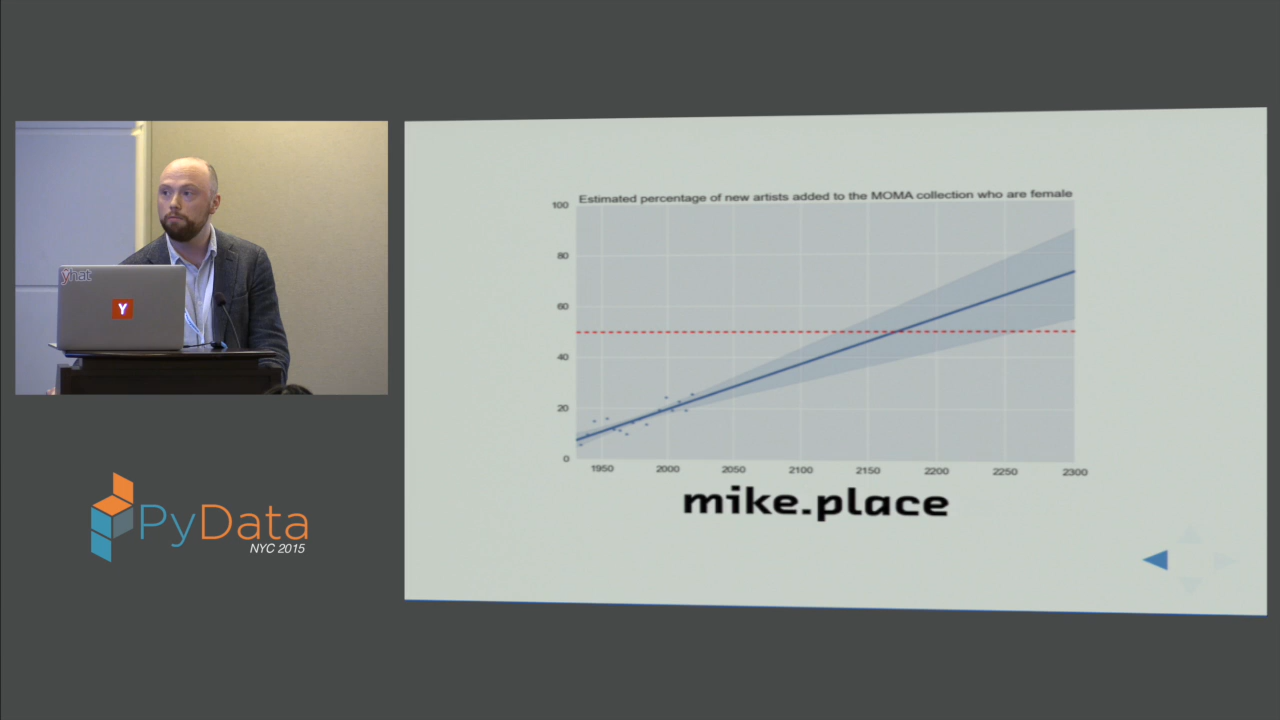 yhat
Y
PyData
NYC 2015
Estimated percentage of new artists added to the MOMA collection who are female
100
80
60
40
20
0
1950 2000 2050 2100 2150 2200 2250 2300
mike.place